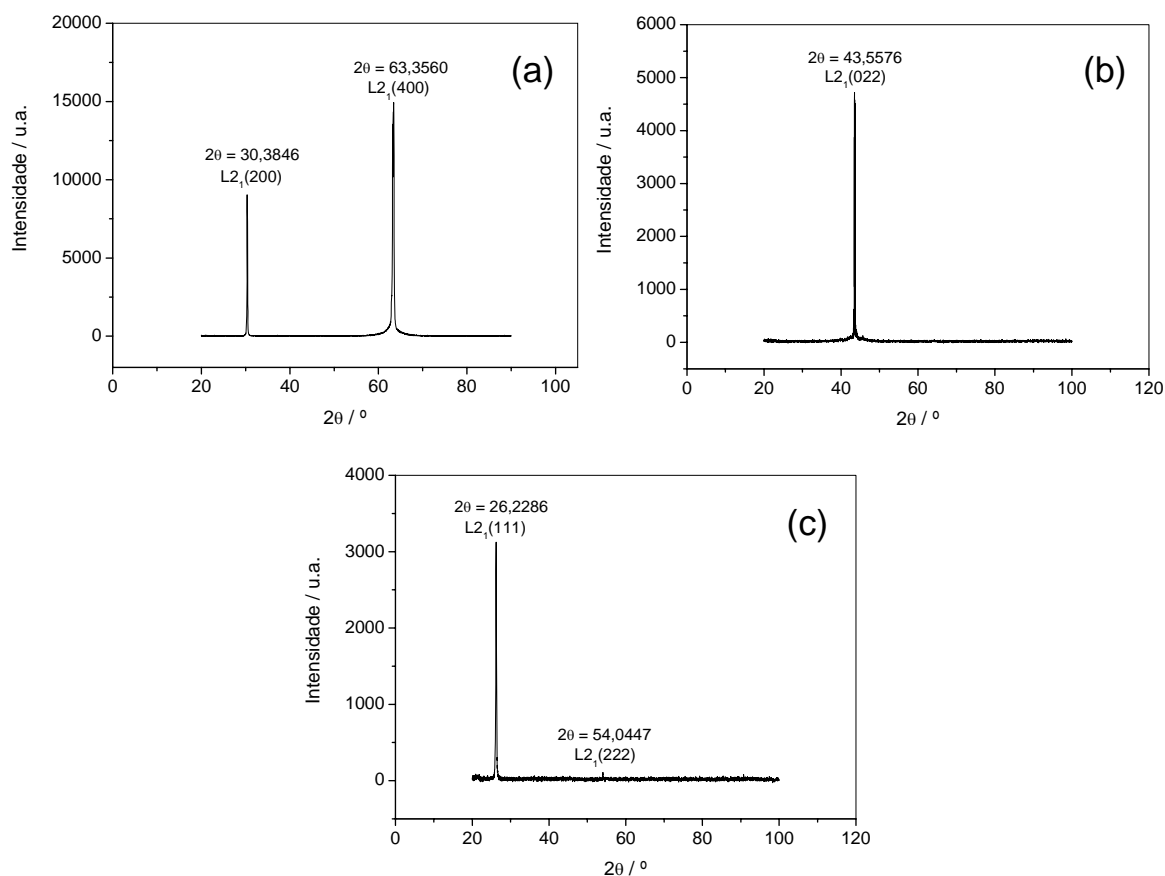 (a)
2θ = 63,3560
L2₁(400)
2θ = 30,3846
L2₁(200)
Intensidade / u.a.
20000
15000
10000
5000
0
0 20 40 60 80 100
2θ / º
(b)
2θ = 43,5576
L2₁(022)
Intensidade / u.a.
6000
5000
4000
3000
2000
1000
0
0 20 40 60 80 100 120
2θ / º
(c)
2θ = 26,2286
L2₁(111)
2θ = 54,0447
L2₁(222)
Intensidade / u.a.
4000
3000
2000
1000
0
0 20 40 60 80 100 120
2θ / º